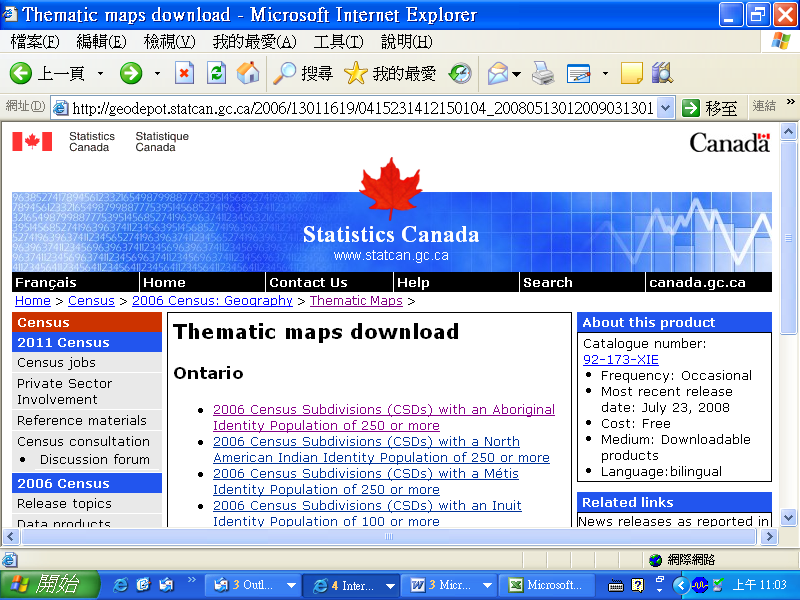 Thematic maps download - Microsoft Internet Explorer
檔案(F) 編輯(E) 檢視(V) 我的最愛(A) 工具(T) 說明(H)
上一頁 搜尋 我的最愛
網址(D) http://geodepot.statcan.gc.ca/2006/13011619/0415231412150104_20080513012009031301 移至 連結 »
Statistics Canada Statistique Canada Canada
Statistics Canada
www.statcan.gc.ca
Français Home Contact Us Help Search canada.gc.ca
Home > Census > 2006 Census: Geography > Thematic Maps >
Census
2011 Census
Census jobs
Private Sector
Involvement
Reference materials
Census consultation
• Discussion forum
2006 Census
Release topics
Data products
Thematic maps download
Ontario
• 2006 Census Subdivisions (CSDs) with an Aboriginal
Identity Population of 250 or more
• 2006 Census Subdivisions (CSDs) with a North
American Indian Identity Population of 250 or more
• 2006 Census Subdivisions (CSDs) with a Métis
Identity Population of 250 or more
• 2006 Census Subdivisions (CSDs) with an Inuit
Identity Population of 100 or more
About this product
Catalogue number:
92-173-XIE
• Frequency: Occasional
• Most recent release
date: July 23, 2008
• Cost: Free
• Medium: Downloadable
products
• Language:bilingual
Related links
News releases as reported in
網際網路
開始 » 3 Outl... 4 Inter... 3 Micr... Microsoft... 上午 11:03